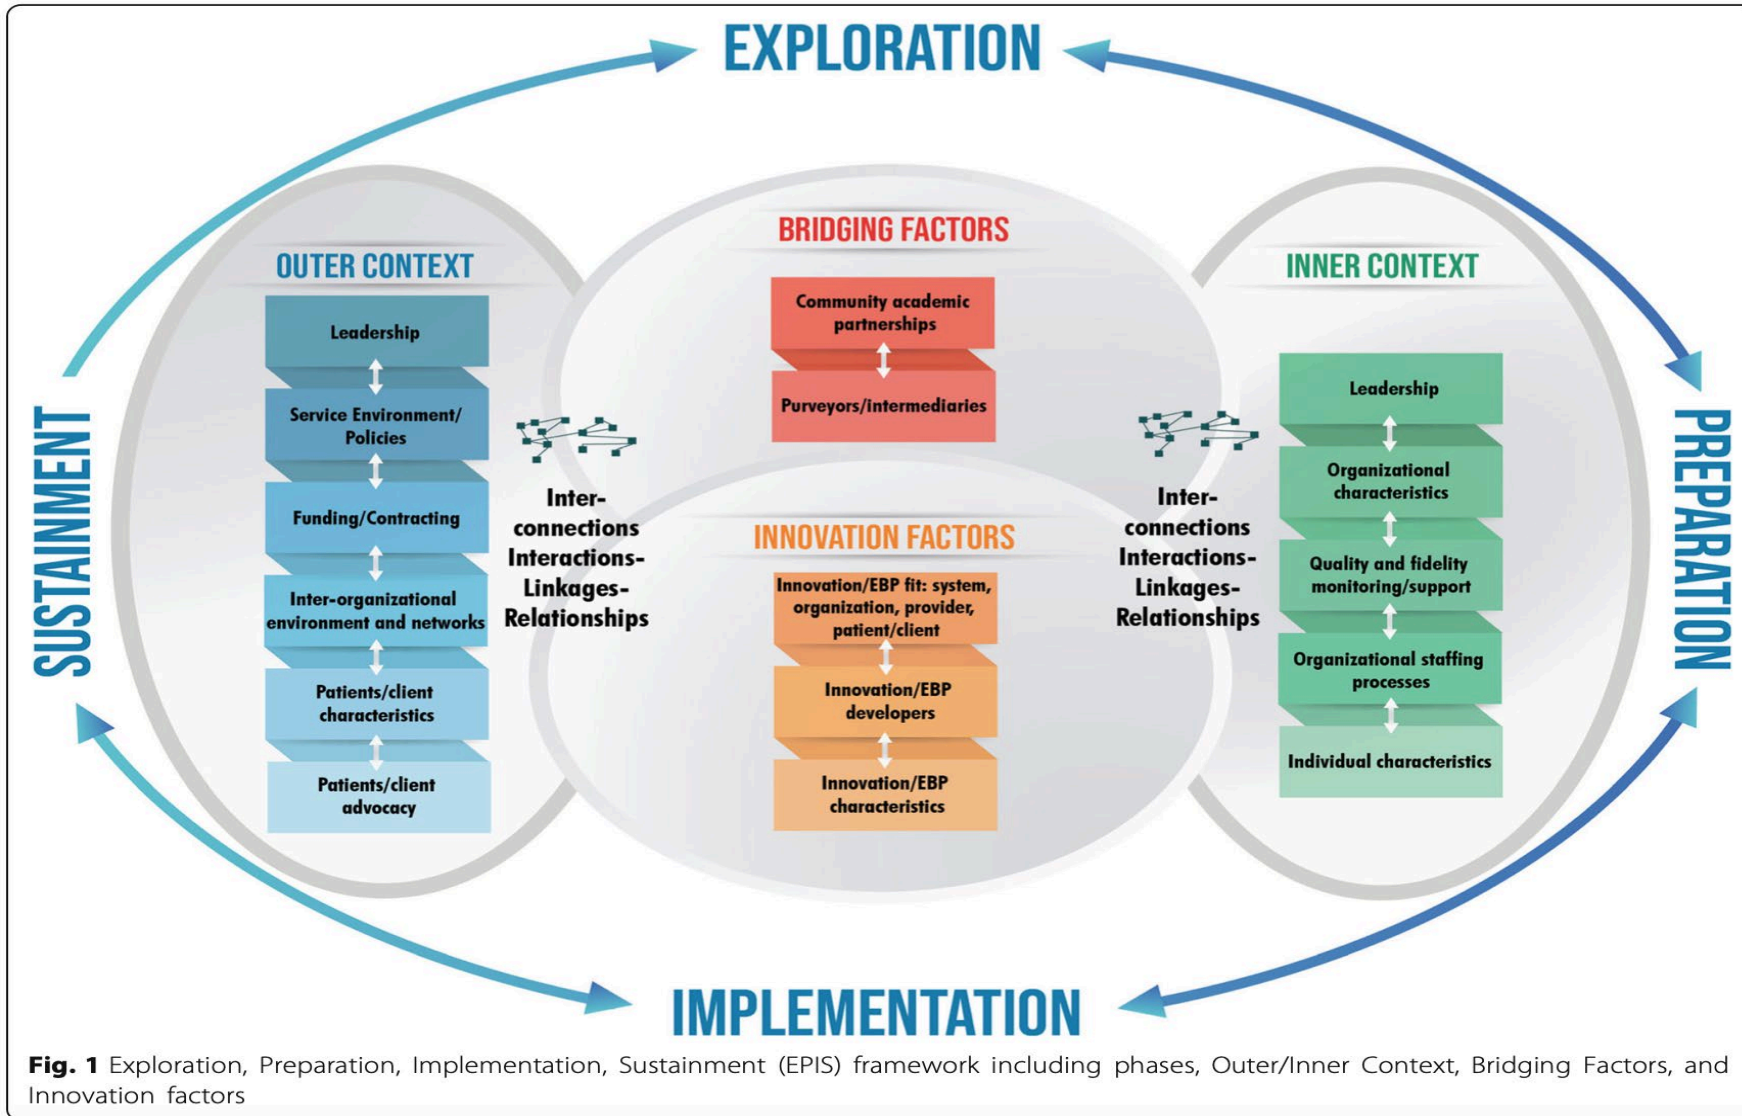 EXPLORATION
SUSTAINMENT
OUTER CONTEXT
Leadership
Service Environment/
Policies
Funding/Contracting
Inter-organizational
environment and networks
Patients/client
characteristics
Patients/client
advocacy
Inter-
connections
Interactions-
Linkages-
Relationships
BRIDGING FACTORS
Community academic
partnerships
Purveyors/intermediaries
INNOVATION FACTORS
Innovation/EBP fit: system,
organization, provider,
patient/client
Innovation/EBP
developers
Innovation/EBP
characteristics
Inter-
connections
Interactions-
Linkages-
Relationships
INNER CONTEXT
Leadership
Organizational
characteristics
Quality and fidelity
monitoring/support
Organizational staffing
processes
Individual characteristics
PREPARATION
IMPLEMENTATION
Fig. 1 Exploration, Preparation, Implementation, Sustainment (EPIS) framework including phases, Outer/Inner Context, Bridging Factors, and
Innovation factors